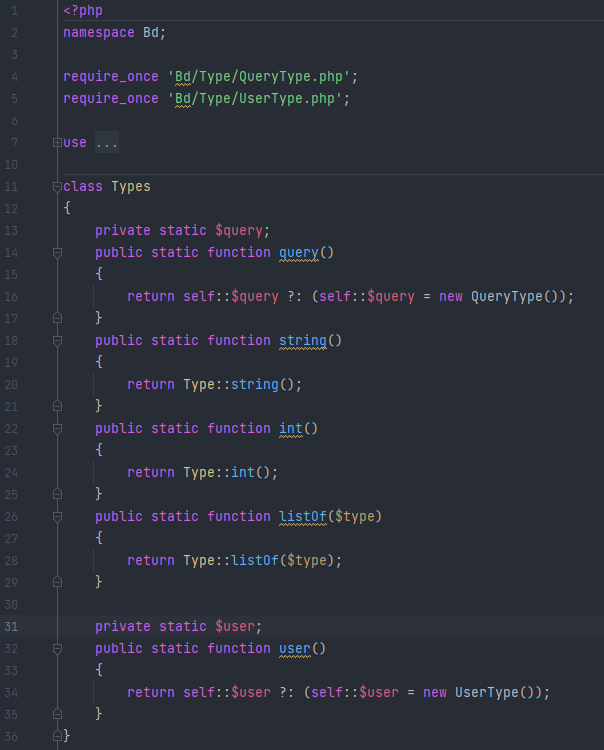 1 <?php
2 namespace Bd;
3
4 require_once 'Bd/Type/QueryType.php';
5 require_once 'Bd/Type/UserType.php';
6
7 use ...
10
11 class Types
12 {
13     private static $query;
14     public static function query()
15     {
16         return self::$query ?: (self::$query = new QueryType());
17     }
18     public static function string()
19     {
20         return Type::string();
21     }
22     public static function int()
23     {
24         return Type::int();
25     }
26     public static function listOf($type)
27     {
28         return Type::listOf($type);
29     }
30
31     private static $user;
32     public static function user()
33     {
34         return self::$user ?: (self::$user = new UserType());
35     }
36 }